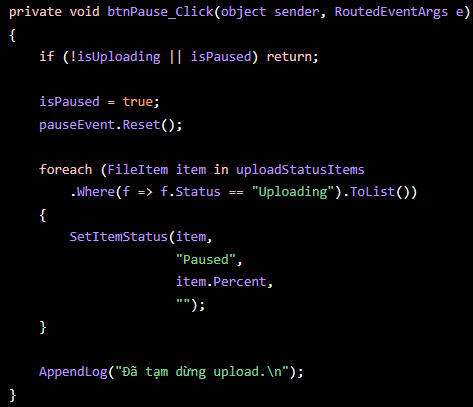 private void btnPause_Click(object sender, RoutedEventArgs e)
{
    if (!isUploading || isPaused) return;

    isPaused = true;
    pauseEvent.Reset();

    foreach (FileItem item in uploadStatusItems
        .Where(f => f.Status == "Uploading").ToList())
    {
        SetItemStatus(item,
                      "Paused",
                      item.Percent,
                      "");
    }

    AppendLog("Đã tạm dừng upload.\n");
}